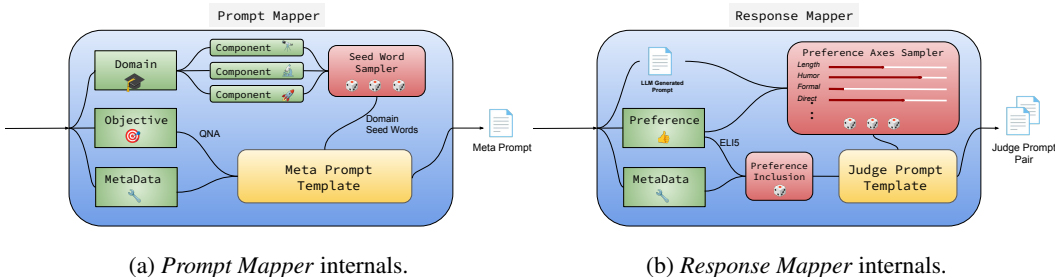 Prompt Mapper
Domain
Component
Component
Component
Seed Word
Sampler
Objective
QNA
Domain
Seed Words
MetaData
Meta Prompt
Template
Meta Prompt
(a) Prompt Mapper internals.
Response Mapper
LLM Generated
Prompt
Preference Axes Sampler
Length
Humor
Formal
Direct
:
:
Preference
ELI5
MetaData
Preference
Inclusion
Judge Prompt
Template
Judge Prompt
Pair
(b) Response Mapper internals.